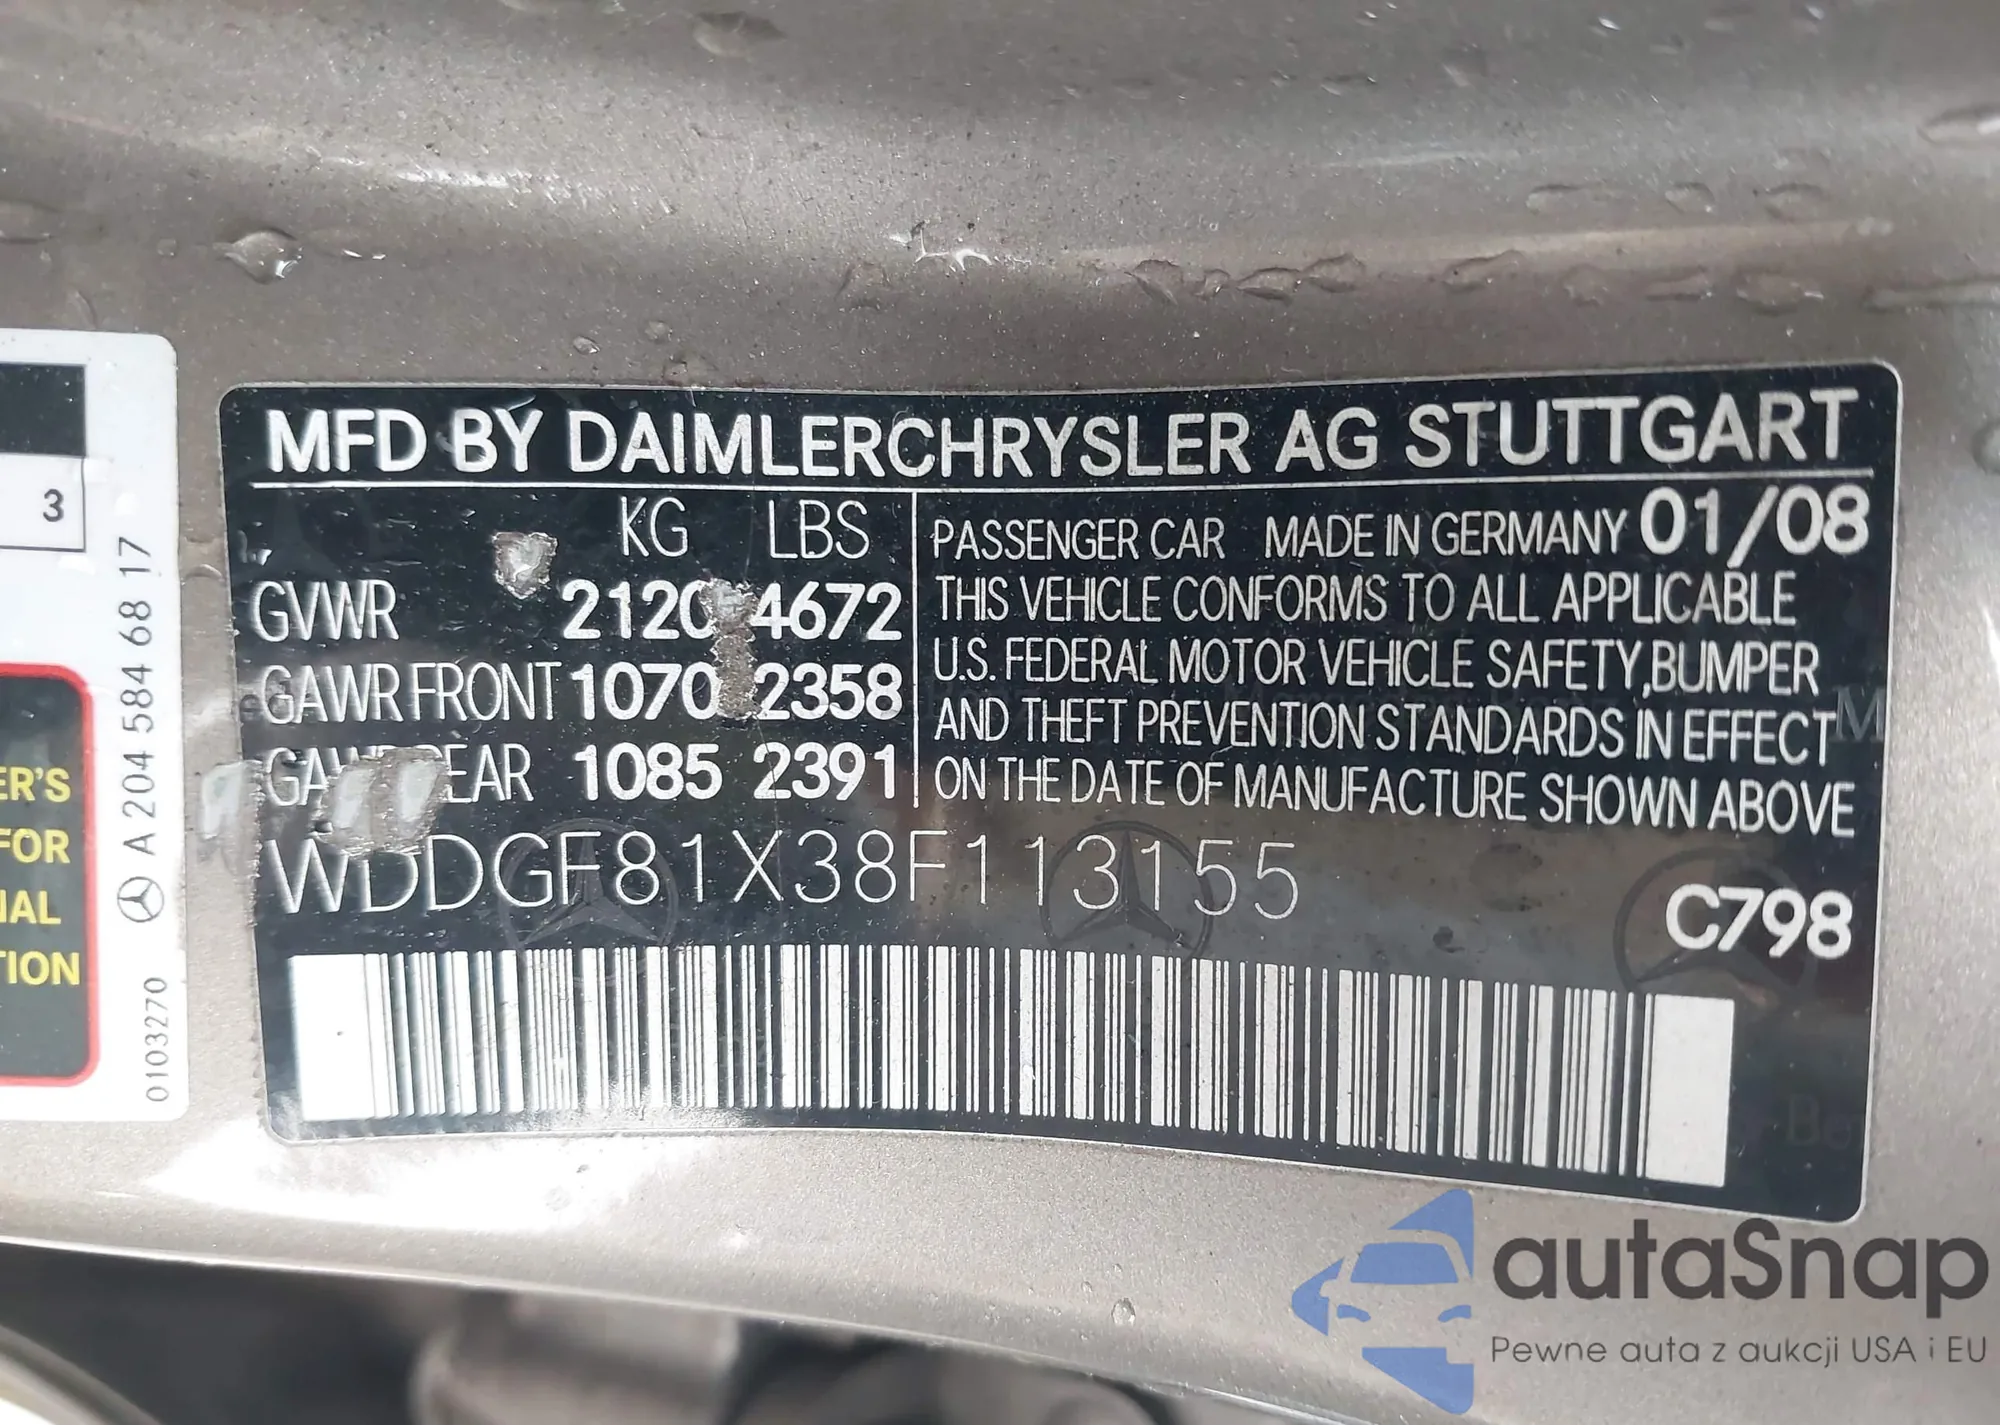 MFD BY DAIMLERCHRYSLER AG STUTTGART
KG LBS
GVWR 2120 4672
GAWR FRONT 1070 2358
GAWR REAR 1085 2391
PASSENGER CAR MADE IN GERMANY 01/08
THIS VEHICLE CONFORMS TO ALL APPLICABLE
U.S. FEDERAL MOTOR VEHICLE SAFETY, BUMPER
AND THEFT PREVENTION STANDARDS IN EFFECT
ON THE DATE OF MANUFACTURE SHOWN ABOVE
WDDGF81X38F113155
C798
3
A 204 584 68 17
0103270
ER'S
FOR
NAL
TION
autaSnap
Pewne auta z aukcji USA i EU